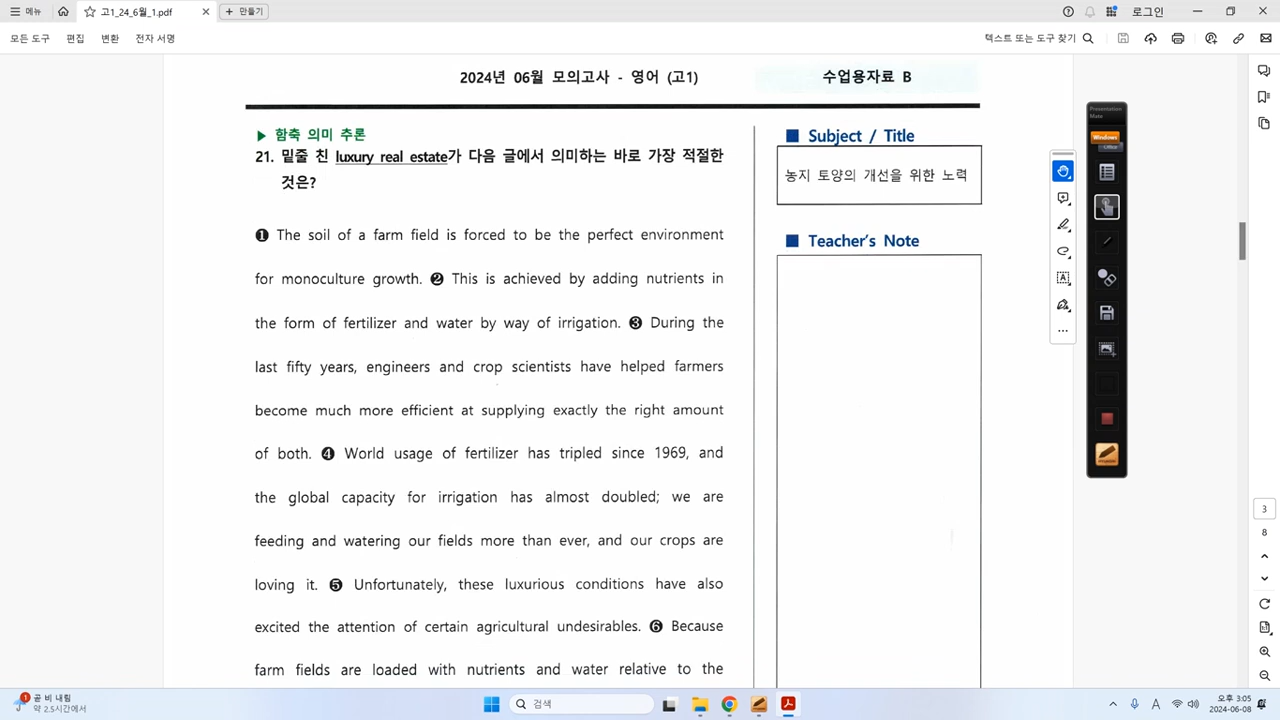 메뉴
고1_24_6월_1.pdf
만들기
로그인
모든 도구 편집 변환 전자 서명
텍스트 또는 도구 찾기
2024년 06월 모의고사 - 영어 (고1)
수업용자료 B
▶ 함축 의미 추론
21. 밑줄 친 luxury real estate가 다음 글에서 의미하는 바로 가장 적절한
것은?
❶ The soil of a farm field is forced to be the perfect environment
for monoculture growth. ❷ This is achieved by adding nutrients in
the form of fertilizer and water by way of irrigation. ❸ During the
last fifty years, engineers and crop scientists have helped farmers
become much more efficient at supplying exactly the right amount
of both. ❹ World usage of fertilizer has tripled since 1969, and
the global capacity for irrigation has almost doubled; we are
feeding and watering our fields more than ever, and our crops are
loving it. ❺ Unfortunately, these luxurious conditions have also
excited the attention of certain agricultural undesirables. ❻ Because
farm fields are loaded with nutrients and water relative to the
■ Subject / Title
농지 토양의 개선을 위한 노력
■ Teacher's Note
Presentation
Mate
Windows
Office
3
8
1
곧 비 내림
약 2.5시간에서
검색
A
오후 3:05
2024-06-08